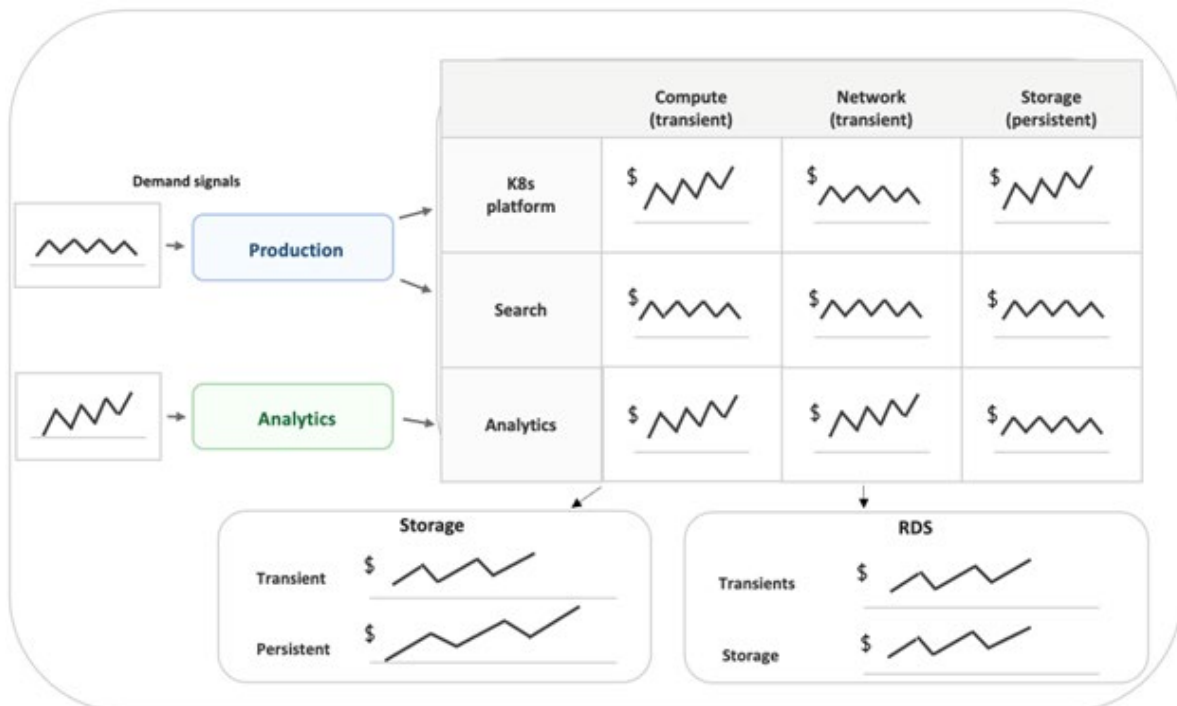 Compute
(transient)
Network
(transient)
Storage
(persistent)
Demand signals
K8s
platform
$
$
$
Production
Search
$
$
$
Analytics
Analytics
$
$
$
Storage
Transient
$
Persistent
$
RDS
Transients
$
Storage
$